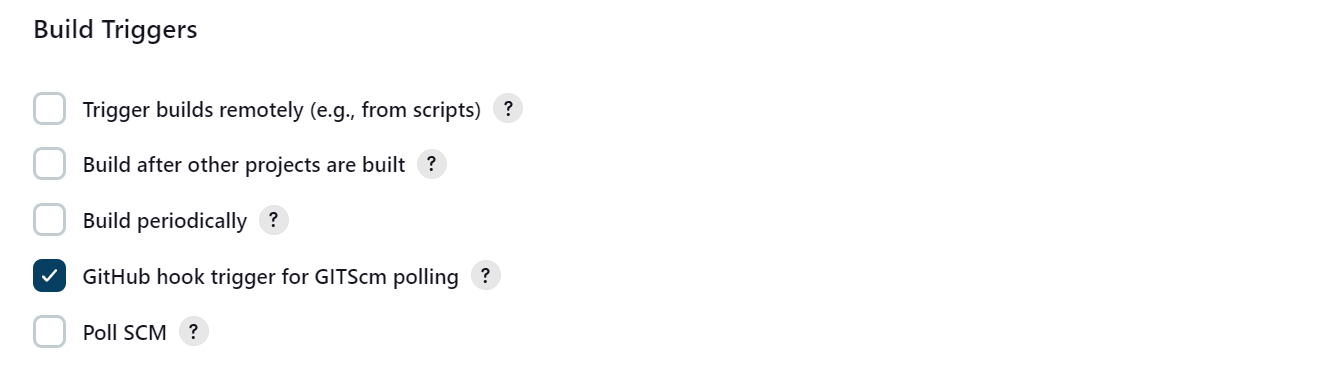 Build Triggers
Trigger builds remotely (e.g., from scripts) ?
Build after other projects are built ?
Build periodically ?
GitHub hook trigger for GITScm polling ?
Poll SCM ?